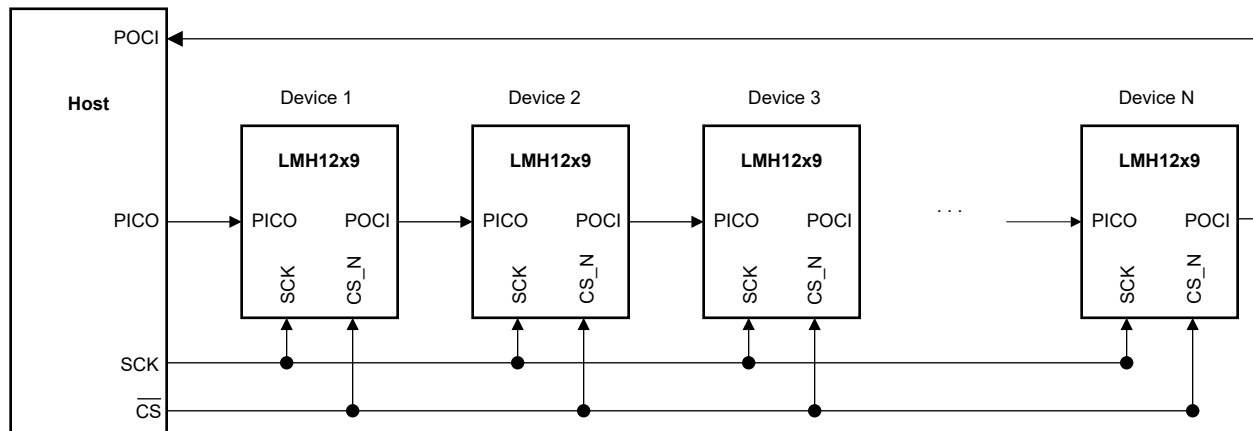 POCI
Host
Device 1
Device 2
Device 3
Device N
LMH12x9
LMH12x9
LMH12x9
LMH12x9
PICO
PICO
POCI
PICO
POCI
PICO
POCI
. . .
PICO
POCI
SCK
CS_N
SCK
CS_N
SCK
CS_N
SCK
CS_N
SCK
C̅S̅